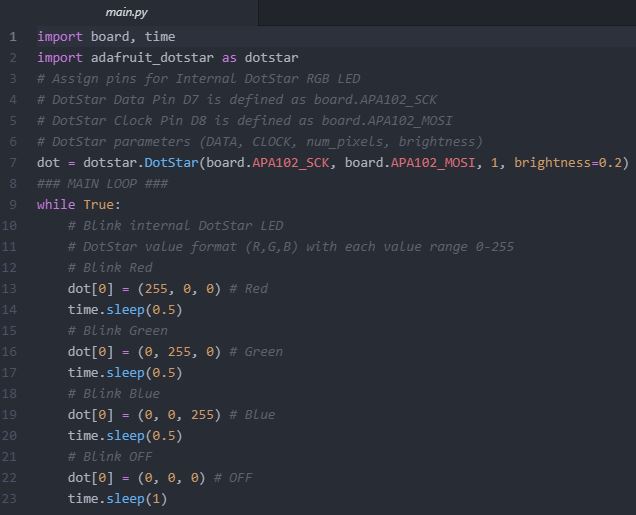 main.py
1 import board, time
2 import adafruit_dotstar as dotstar
3 # Assign pins for Internal DotStar RGB LED
4 # DotStar Data Pin D7 is defined as board.APA102_SCK
5 # DotStar Clock Pin D8 is defined as board.APA102_MOSI
6 # DotStar parameters (DATA, CLOCK, num_pixels, brightness)
7 dot = dotstar.DotStar(board.APA102_SCK, board.APA102_MOSI, 1, brightness=0.2)
8 ### MAIN LOOP ###
9 while True:
10     # Blink internal DotStar LED
11     # DotStar value format (R,G,B) with each value range 0-255
12     # Blink Red
13     dot[0] = (255, 0, 0) # Red
14     time.sleep(0.5)
15     # Blink Green
16     dot[0] = (0, 255, 0) # Green
17     time.sleep(0.5)
18     # Blink Blue
19     dot[0] = (0, 0, 255) # Blue
20     time.sleep(0.5)
21     # Blink OFF
22     dot[0] = (0, 0, 0) # OFF
23     time.sleep(1)